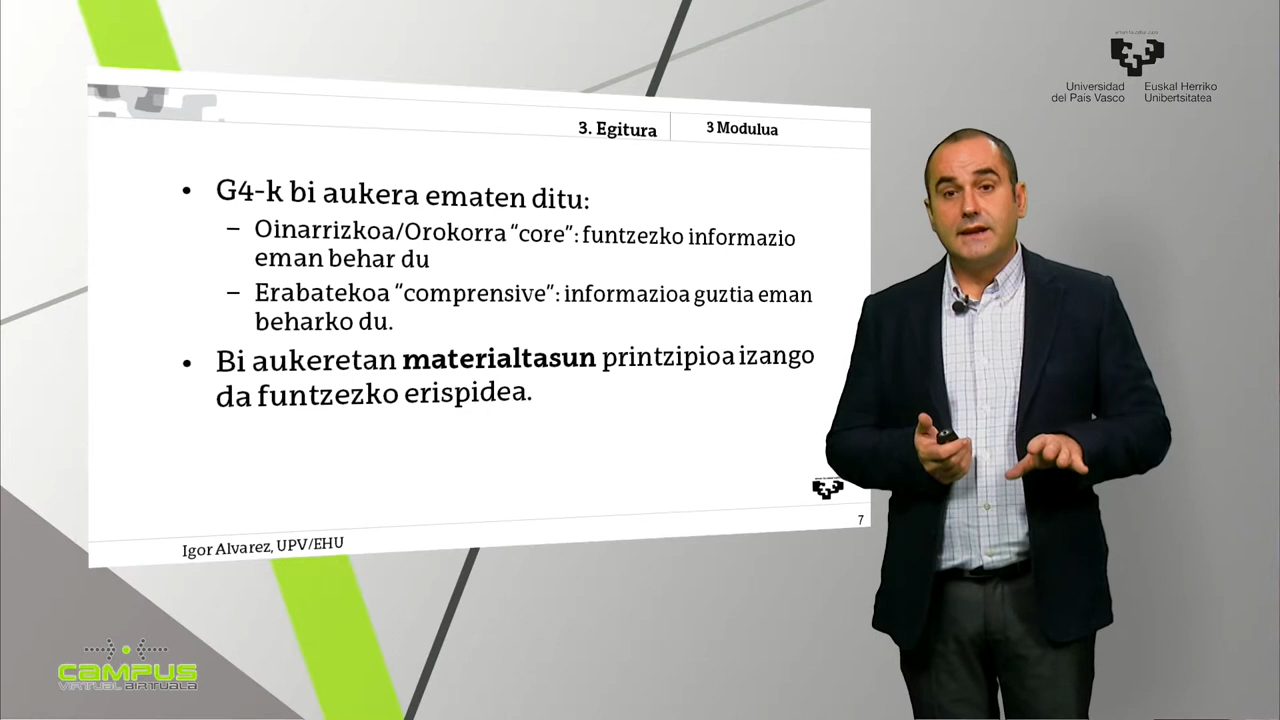 Universidad
del País Vasco
Euskal Herriko
Unibertsitatea
3. Egitura
3 Modulua
• G4-k bi aukera ematen ditu:
– Oinarrizkoa/Orokorra “core”: funtzezko informazio
eman behar du
– Erabatekoa “comprensive”: informazioa guztia eman
beharko du.
• Bi aukeretan materialtasun printzipioa izango
da funtzezko erispidea.
7
Igor Alvarez, UPV/EHU
CAMPUS
VIRTUAL BIRTUALA